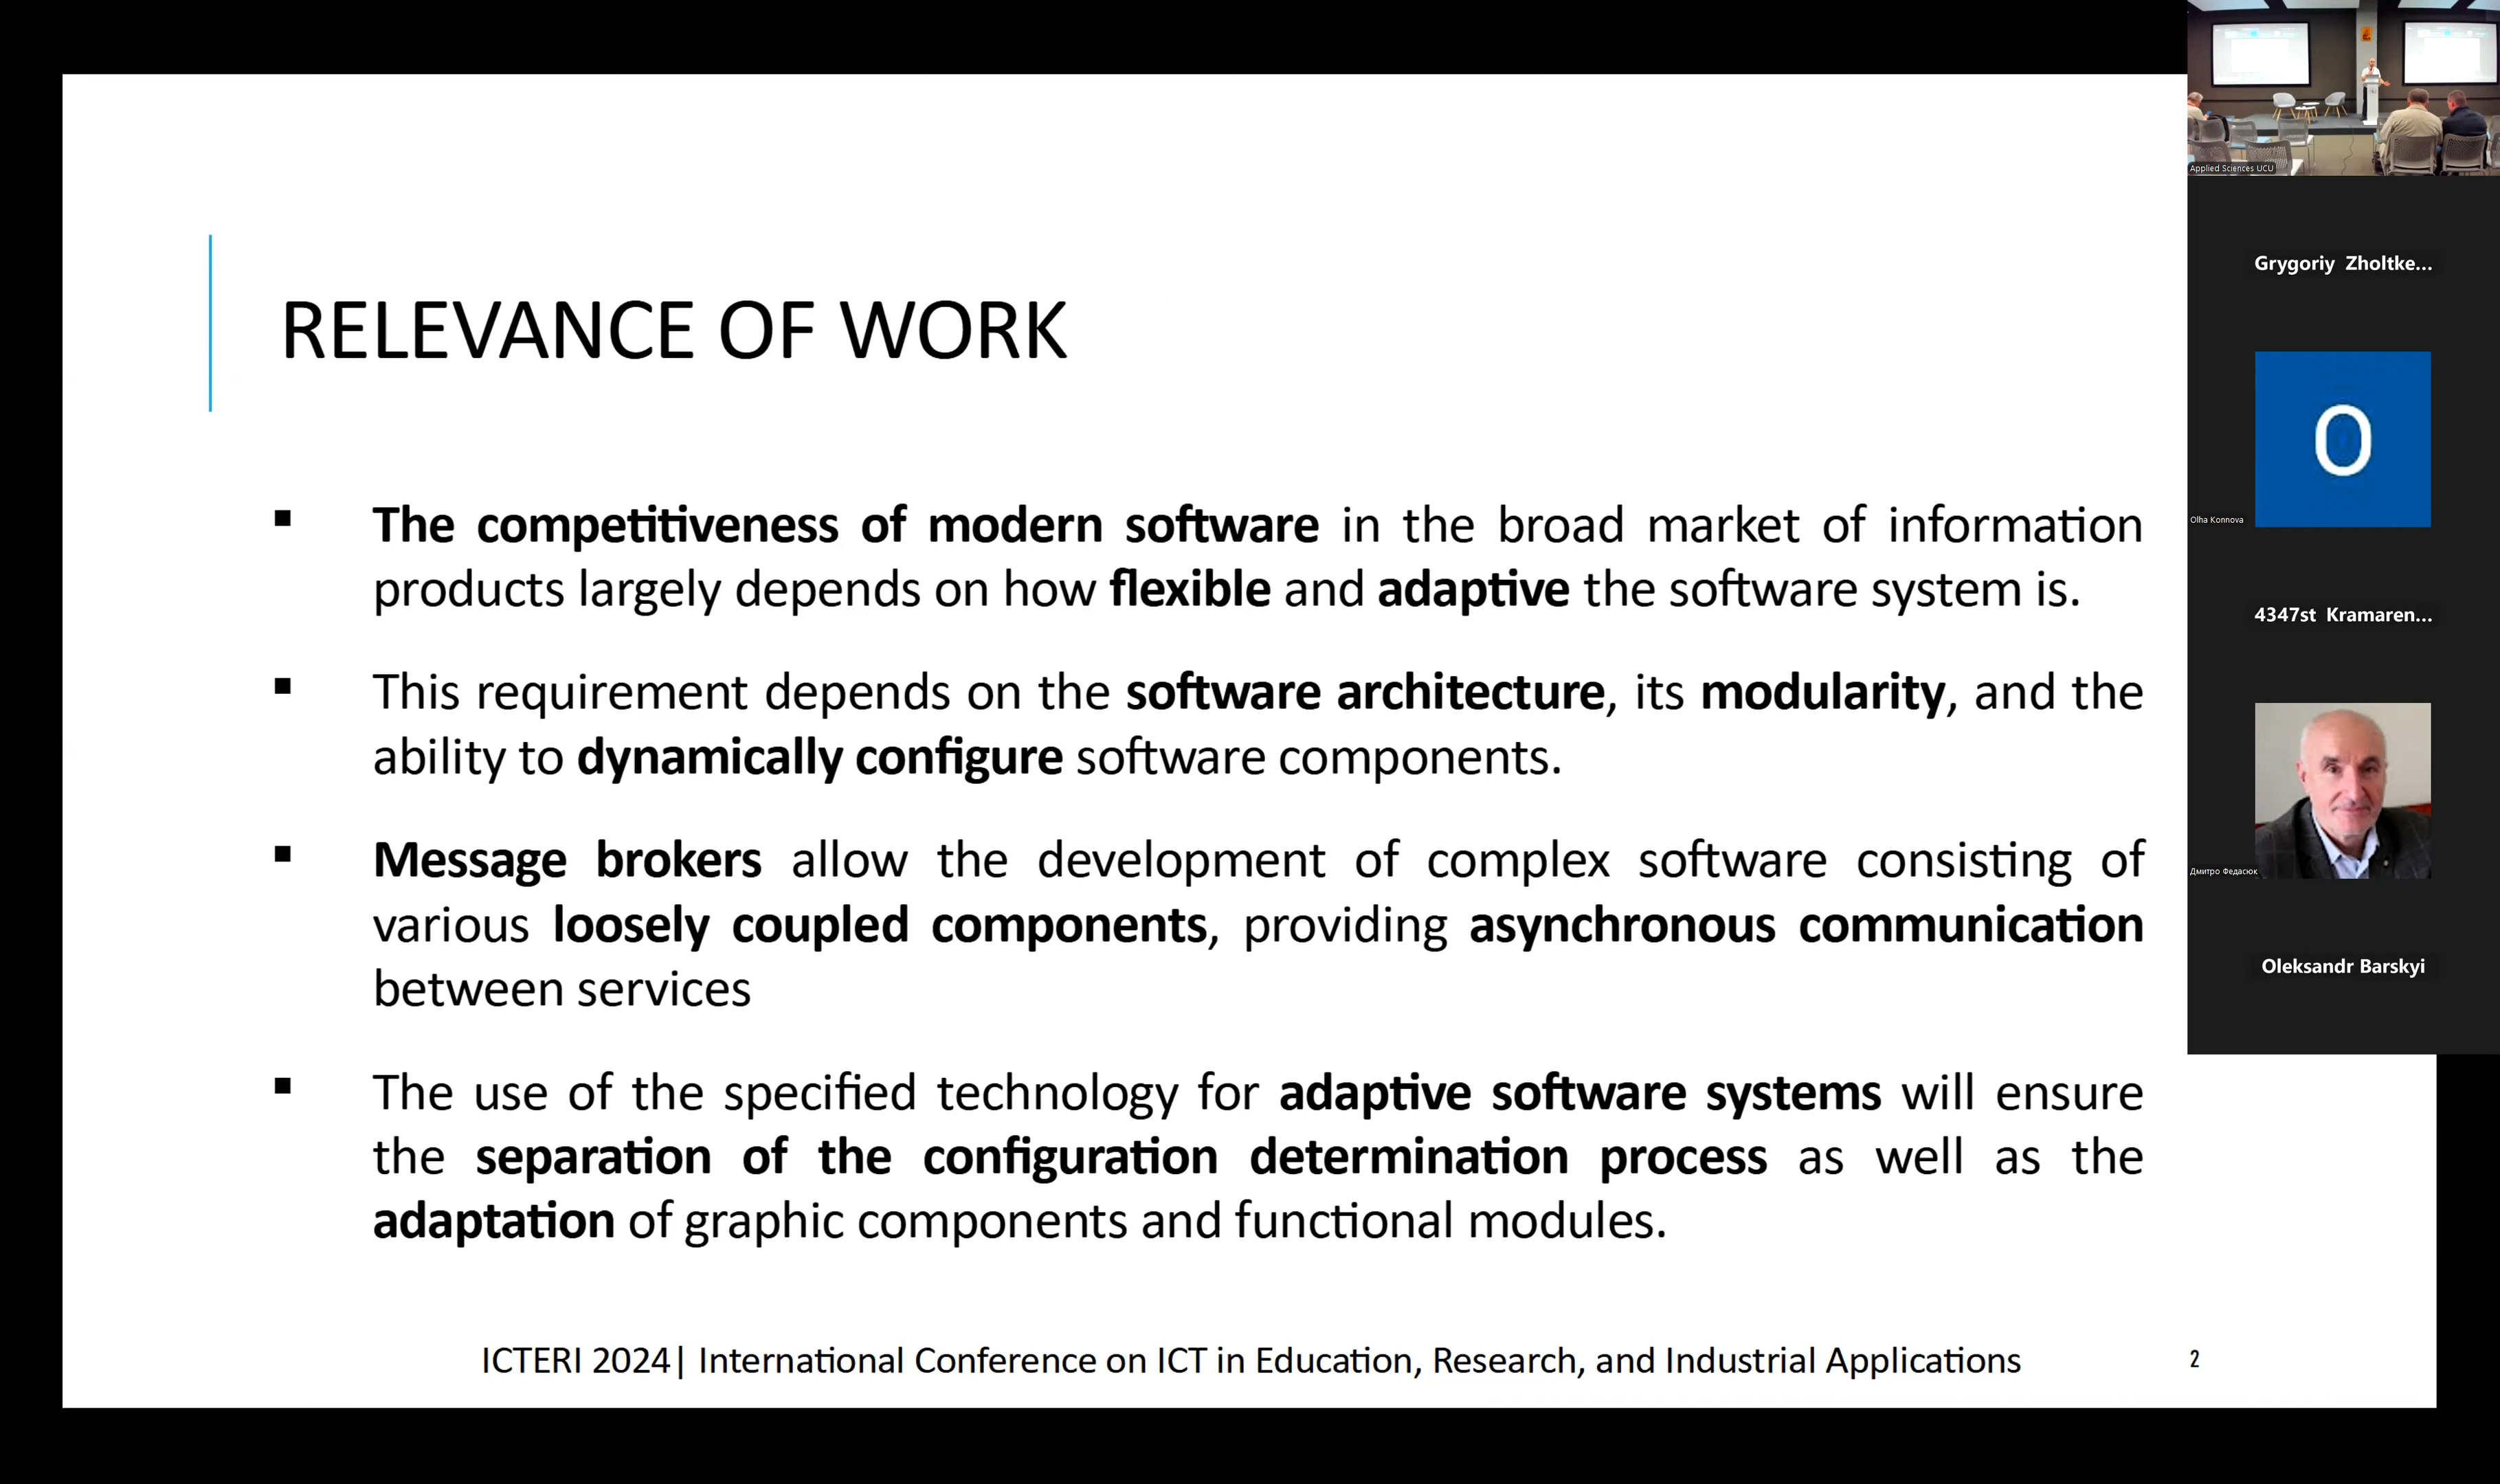 RELEVANCE OF WORK
▪ The competitiveness of modern software in the broad market of information
products largely depends on how flexible and adaptive the software system is.
▪ This requirement depends on the software architecture, its modularity, and the
ability to dynamically configure software components.
▪ Message brokers allow the development of complex software consisting of
various loosely coupled components, providing asynchronous communication
between services
▪ The use of the specified technology for adaptive software systems will ensure
the separation of the configuration determination process as well as the
adaptation of graphic components and functional modules.
ICTERI 2024| International Conference on ICT in Education, Research, and Industrial Applications
2
Applied Sciences UCU
Grygoriy Zholtke...
O
Olha Konnova
4347st Kramaren...
Дмитро Федасюк
Oleksandr Barskyi